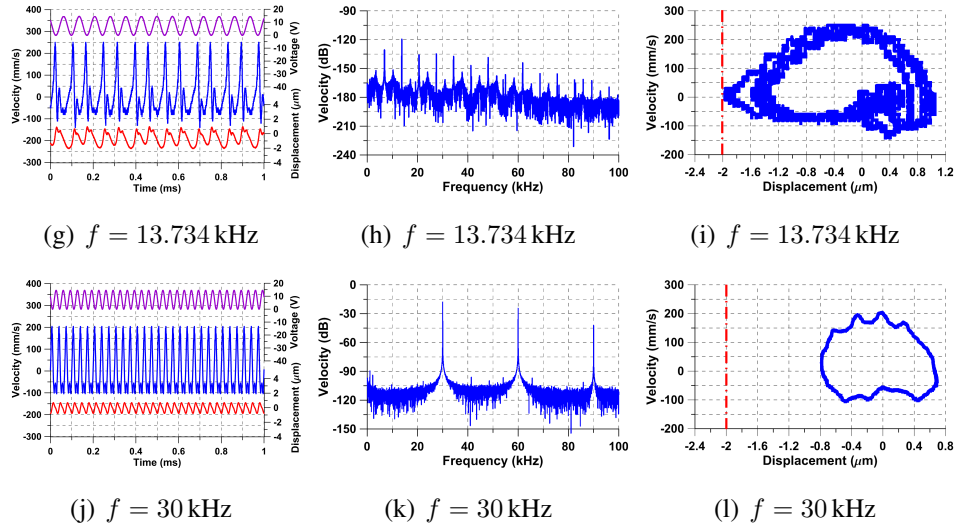 400
300
200
100
0
-100
-200
-300
Velocity (mm/s)
0 0.2 0.4 0.6 0.8 1
Time (ms)
20
10
0
-10
-20
-30
-40
Voltage (V)
4
2
0
-2
-4
Displacement (μm)
-90
-120
-150
-180
-210
-240
Velocity (dB)
0 20 40 60 80 100
Frequency (kHz)
300
200
100
0
-100
-200
Velocity (mm/s)
-2.4 -2 -1.6 -1.2 -0.8 -0.4 0 0.4 0.8 1.2
Displacement (μm)
(g) f = 13.734 kHz
(h) f = 13.734 kHz
(i) f = 13.734 kHz
400
300
200
100
0
-100
-200
-300
Velocity (mm/s)
0 0.2 0.4 0.6 0.8 1
Time (ms)
20
10
0
-10
-20
-30
-40
Voltage (V)
4
2
0
-2
-4
Displacement (μm)
0
-30
-60
-90
-120
-150
Velocity (dB)
0 20 40 60 80 100
Frequency (kHz)
300
200
100
0
-100
-200
Velocity (mm/s)
-2 -1.6 -1.2 -0.8 -0.4 0 0.4 0.8
Displacement (μm)
(j) f = 30 kHz
(k) f = 30 kHz
(l) f = 30 kHz